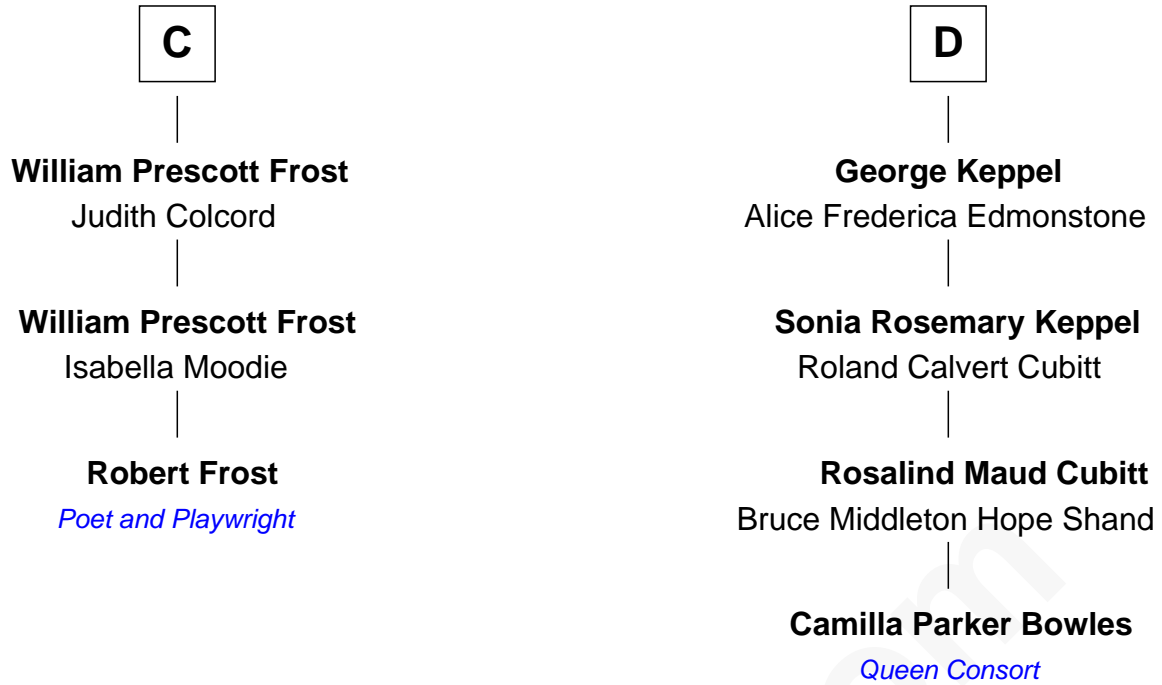 C
William Prescott Frost
Judith Colcord
William Prescott Frost
Isabella Moodie
Robert Frost
Poet and Playwright
D
George Keppel
Alice Frederica Edmonstone
Sonia Rosemary Keppel
Roland Calvert Cubitt
Rosalind Maud Cubitt
Bruce Middleton Hope Shand
Camilla Parker Bowles
Queen Consort